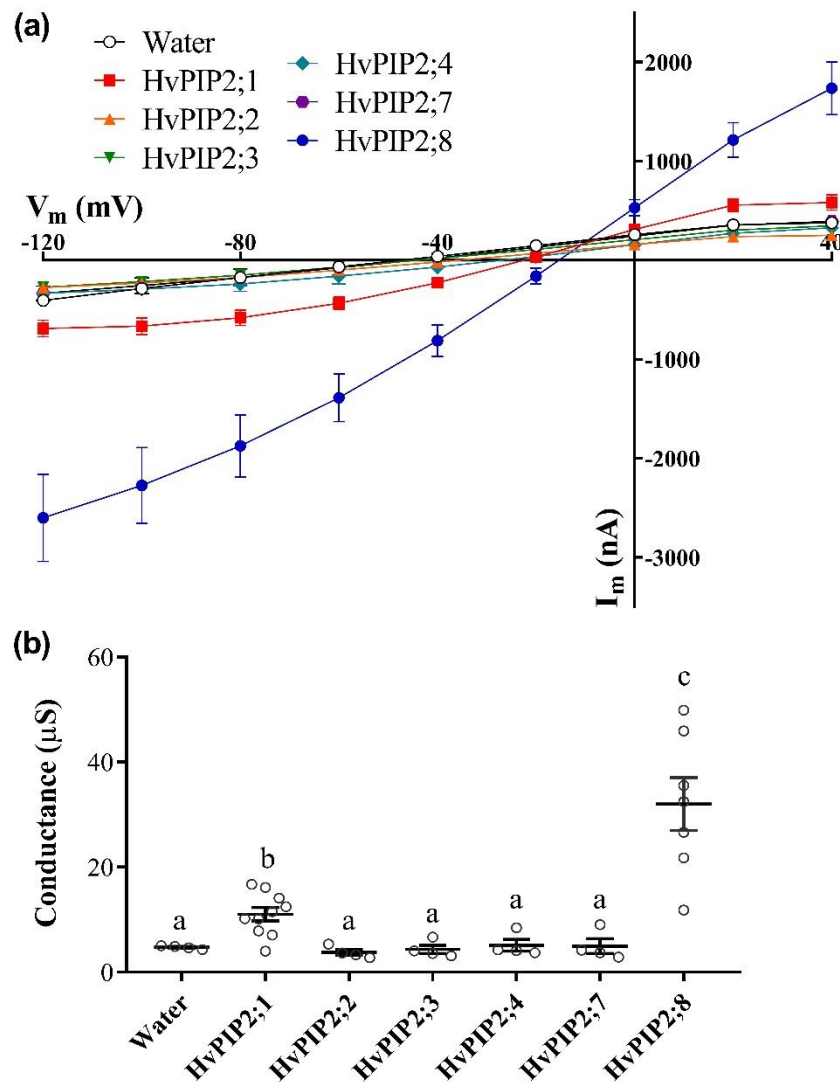 (a)
Water
HvPIP2;1
HvPIP2;2
HvPIP2;3
HvPIP2;4
HvPIP2;7
HvPIP2;8
2000
1000
Vm (mV)
-120
-80
-40
40
-1000
-2000
-3000
Im (nA)
(b)
60
40
20
0
Conductance (µS)
a
b
a
a
a
a
c
Water
HvPIP2;1
HvPIP2;2
HvPIP2;3
HvPIP2;4
HvPIP2;7
HvPIP2;8